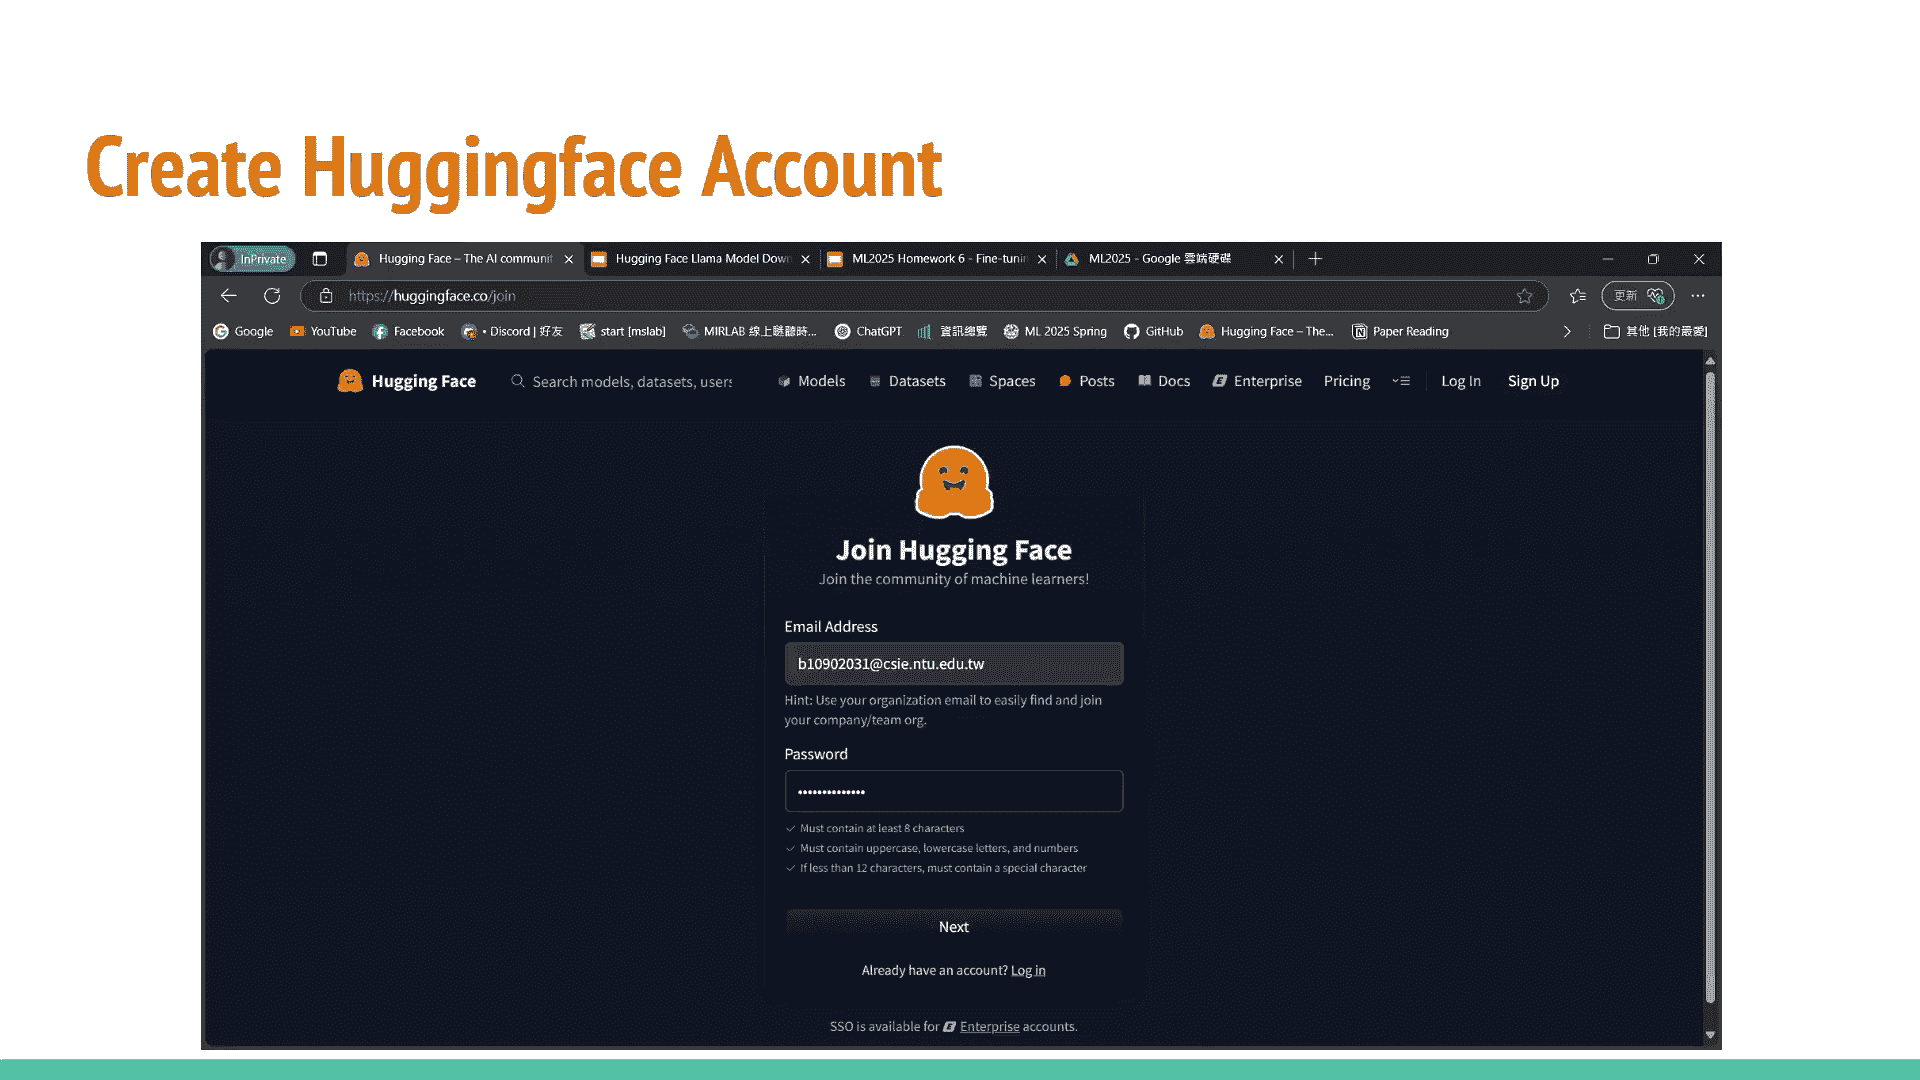 Create Huggingface Account
InPrivate
Hugging Face – The AI communit
Hugging Face Llama Model Down
ML2025 Homework 6 - Fine-tunin
ML2025 - Google 雲端硬碟
https://huggingface.co/join
更新
Google
YouTube
Facebook
• Discord | 好友
start [mslab]
MIRLAB 線上聽聽時...
ChatGPT
資訊總覽
ML 2025 Spring
GitHub
Hugging Face – The...
Paper Reading
其他 [我的最愛]
Hugging Face
Search models, datasets, users
Models
Datasets
Spaces
Posts
Docs
Enterprise
Pricing
Log In
Sign Up
Join Hugging Face
Join the community of machine learners!
Email Address
b10902031@csie.ntu.edu.tw
Hint: Use your organization email to easily find and join
your company/team org.
Password
••••••••••••••
Must contain at least 8 characters
Must contain uppercase, lowercase letters, and numbers
If less than 12 characters, must contain a special character
Next
Already have an account? Log in
SSO is available for Enterprise accounts.